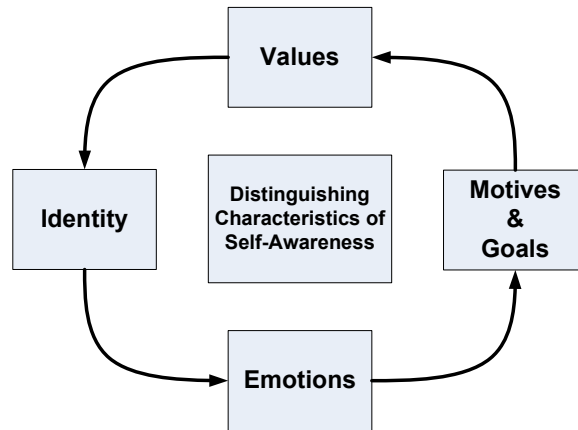 Values
Identity
Distinguishing
Characteristics of
Self-Awareness
Motives
&
Goals
Emotions